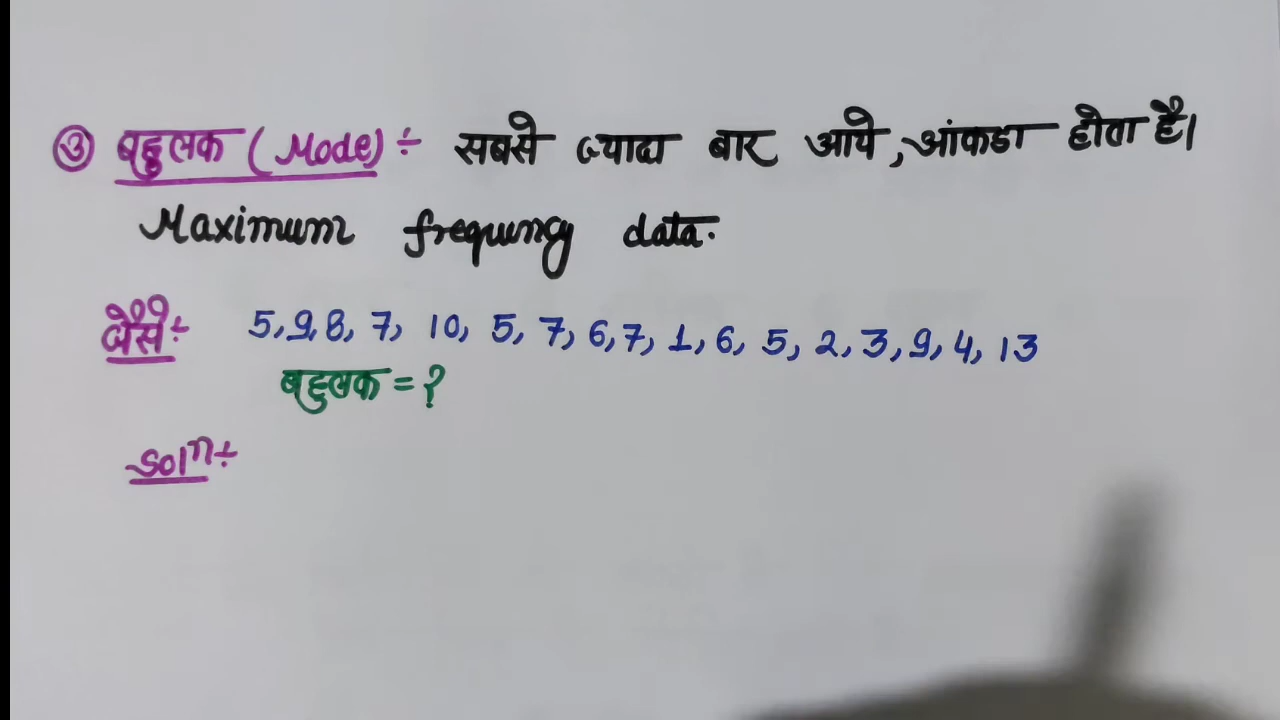 ③ बहुलक (Mode) ÷ सबसे ज्यादा बार आये, आंकडा होता है।
Maximum frequncy data.
जैसे ÷ 5, 9, 8, 7, 10, 5, 7, 6, 7, 1, 6, 5, 2, 3, 9, 4, 13
बहुलक = ?
Solⁿ ÷